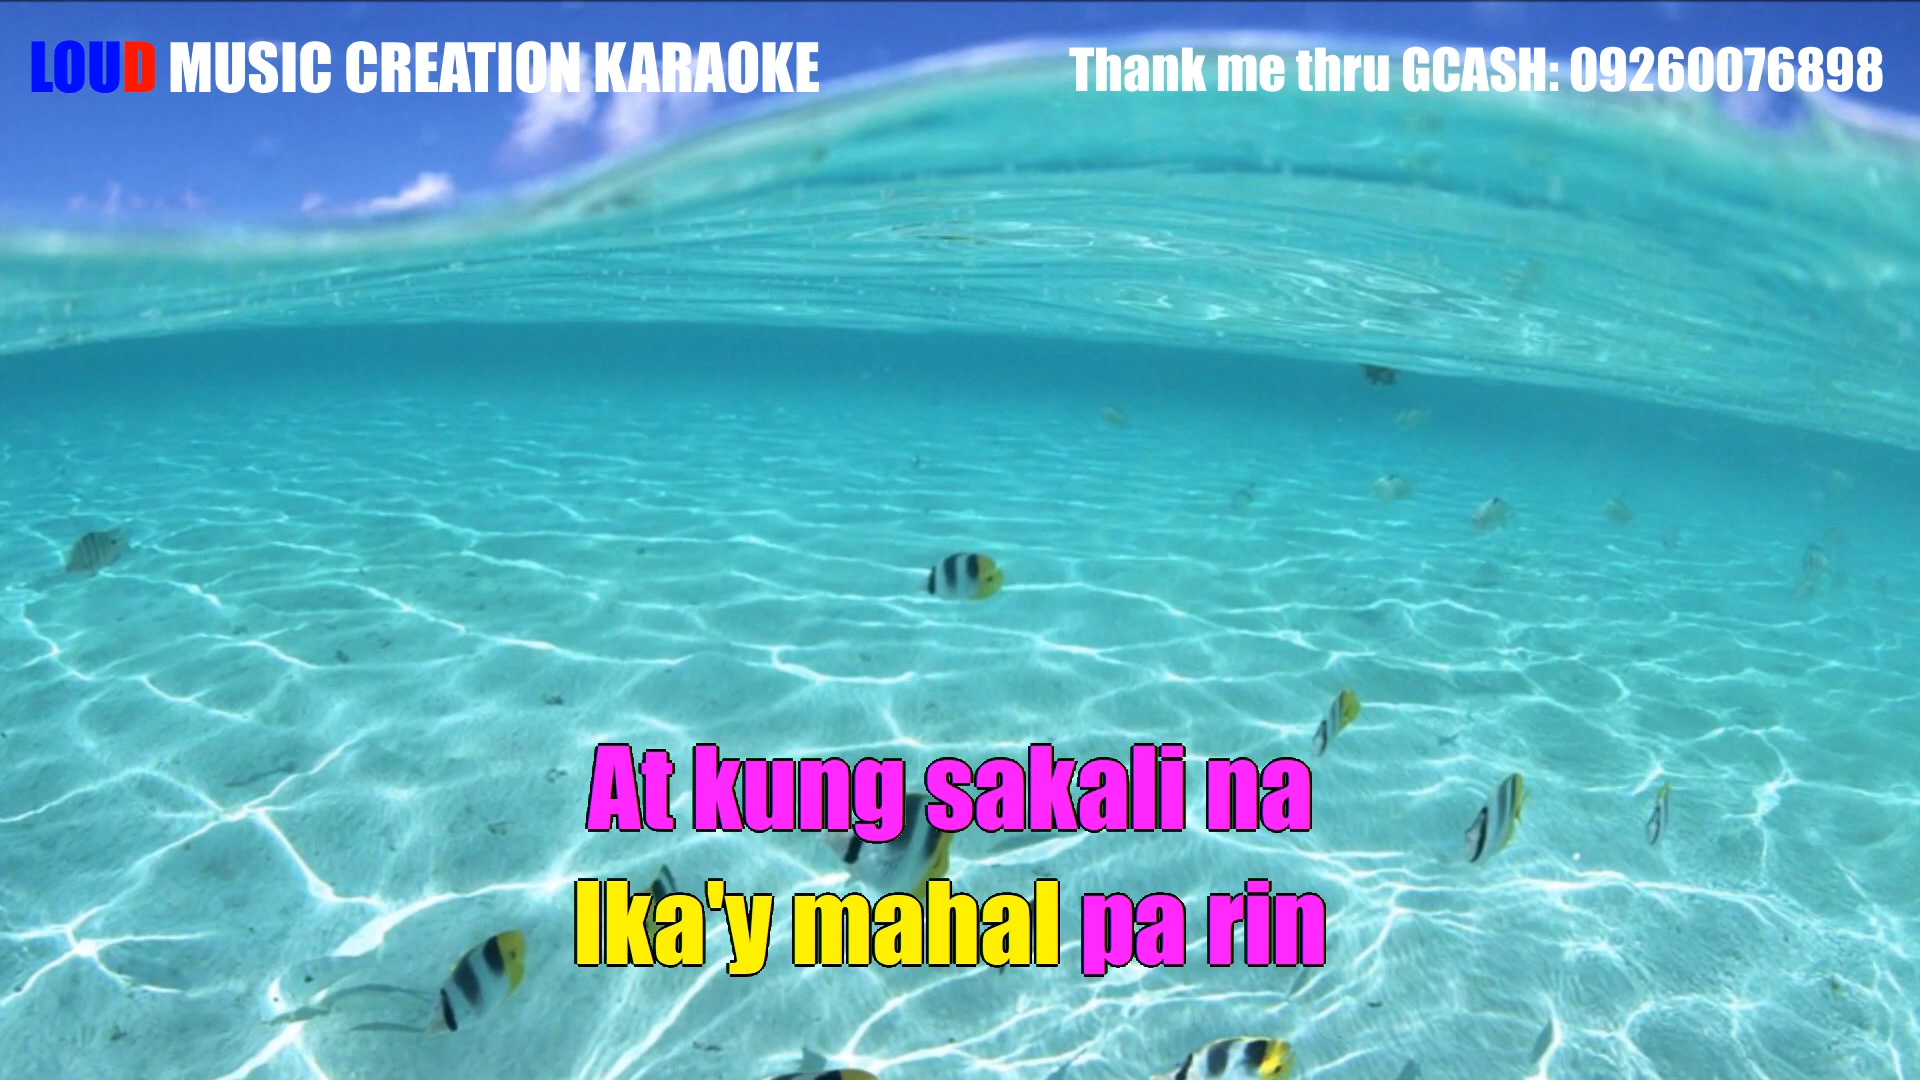 LOUD MUSIC CREATION KARAOKE
Thank me thru GCASH: 09260076898
At kung sakali na
Ika'y mahal pa rin